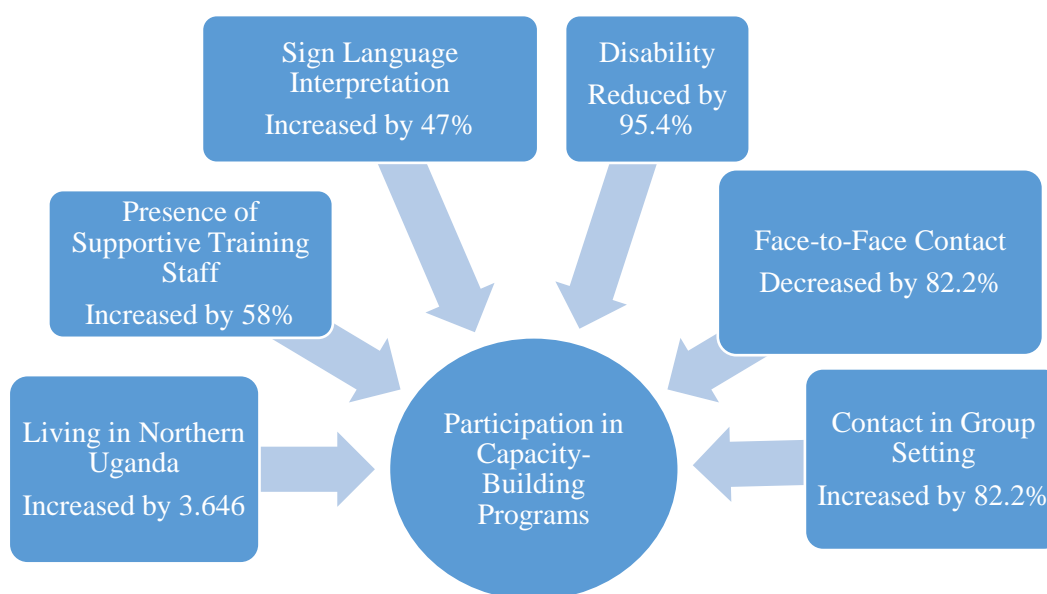 Sign Language
Interpretation
Increased by 47%
Disability
Reduced by
95.4%
Presence of
Supportive Training
Staff
Increased by 58%
Face-to-Face Contact
Decreased by 82.2%
Living in Northern
Uganda
Increased by 3.646
Participation in
Capacity-
Building
Programs
Contact in Group
Setting
Increased by 82.2%